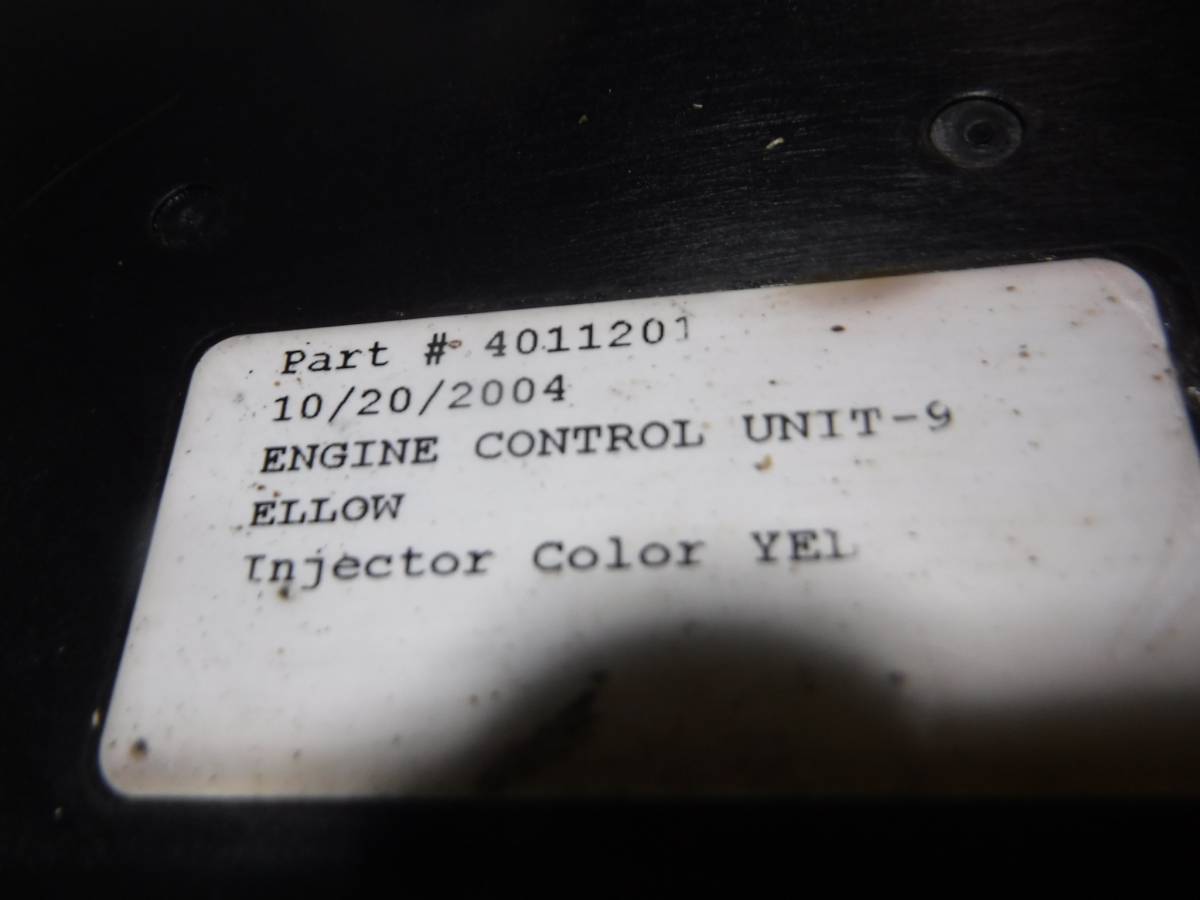 Part # 4011201
10/20/2004
ENGINE CONTROL UNIT-9
ELLOW
Injector Color YEL